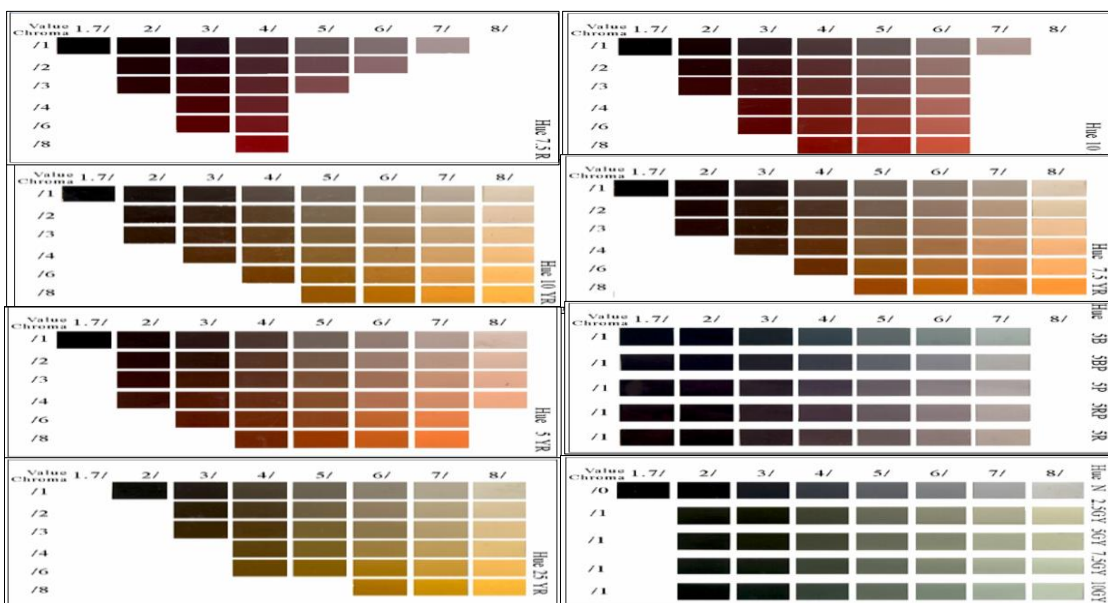 Value 1.7/ 2/ 3/ 4/ 5/ 6/ 7/ 8/
Chroma
/1
/2
/3
/4
/6
/8
Hue 7.5 R
Value 1.7/ 2/ 3/ 4/ 5/ 6/ 7/ 8/
Chroma
/1
/2
/3
/4
/6
/8
Hue 10
Value 1.7/ 2/ 3/ 4/ 5/ 6/ 7/ 8/
Chroma
/1
/2
/3
/4
/6
/8
Hue 10 YR
Value 1.7/ 2/ 3/ 4/ 5/ 6/ 7/ 8/
Chroma
/1
/2
/3
/4
/6
/8
Hue 7.5 YR
Value 1.7/ 2/ 3/ 4/ 5/ 6/ 7/ 8/
Chroma
/1
/2
/3
/4
/6
/8
Hue 5 YR
Value 1.7/ 2/ 3/ 4/ 5/ 6/ 7/ 8/
Chroma
/1
/1
/1
/1
/1
Hue 5B 5BP 5P 5RP 5R
Value 1.7/ 2/ 3/ 4/ 5/ 6/ 7/ 8/
Chroma
/1
/2
/3
/4
/6
/8
Hue 25 YR
Value 1.7/ 2/ 3/ 4/ 5/ 6/ 7/ 8/
Chroma
/0
/1
/1
/1
/1
Hue N 2.5GY 5GY 7.5GY 10GY